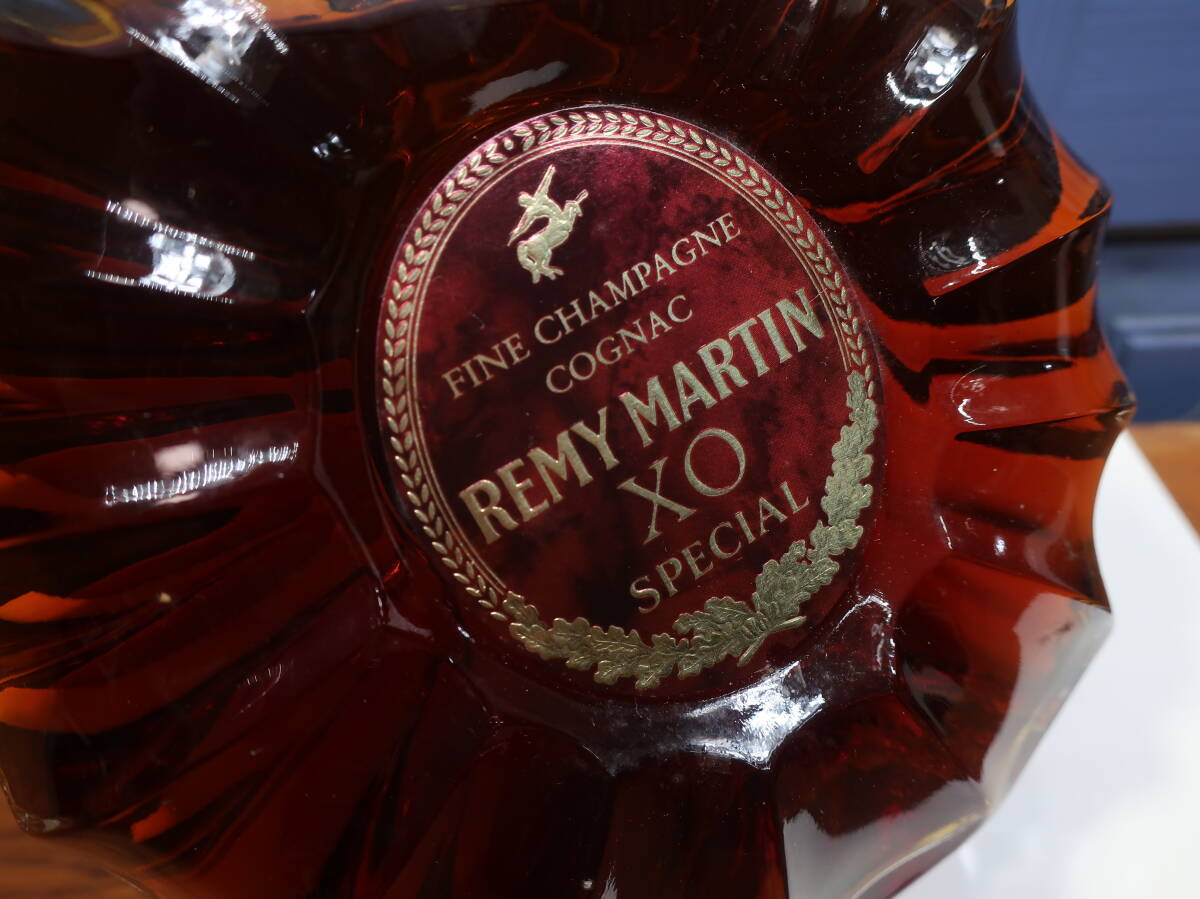 FINE CHAMPAGNE
COGNAC
REMY MARTIN
XO
SPECIAL